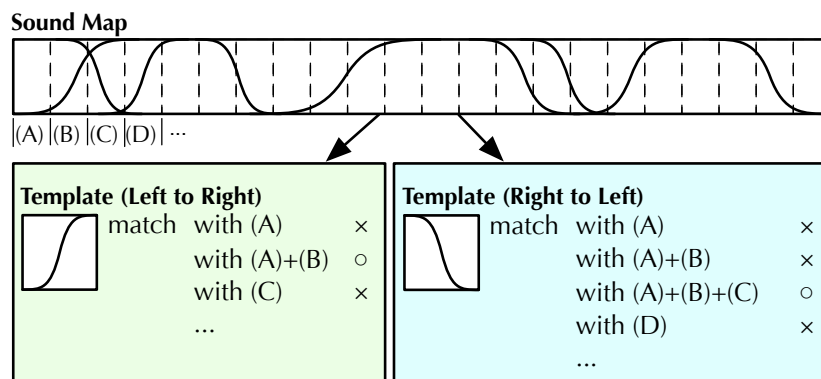 Sound Map
|(A) |(B) |(C) |(D) | ...
Template (Left to Right)
match with (A) ×
with (A)+(B) ○
with (C) ×
...
Template (Right to Left)
match with (A) ×
with (A)+(B) ×
with (A)+(B)+(C) ○
with (D) ×
...